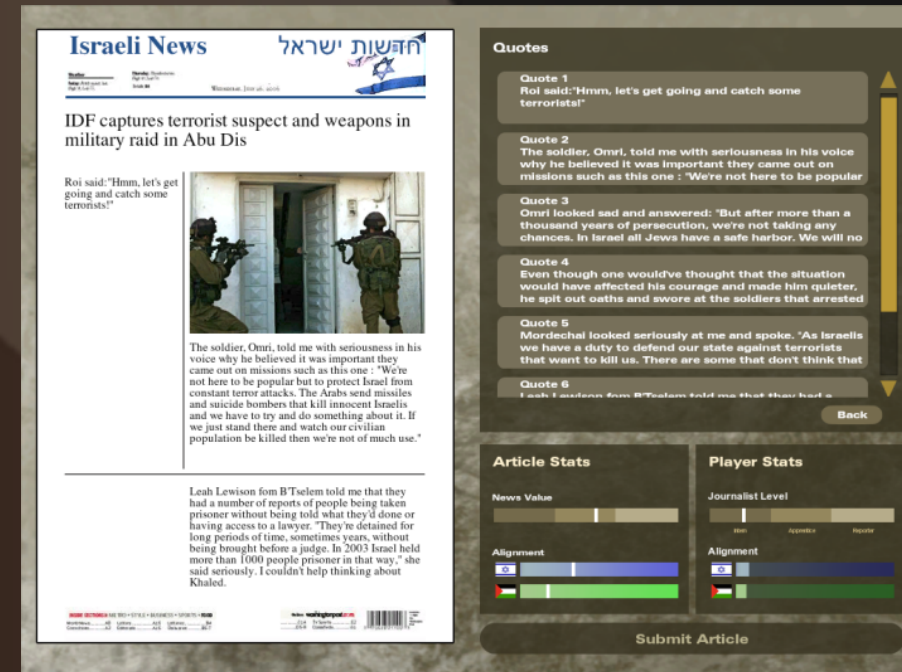 Israeli News
חדשות ישראל
IDF captures terrorist suspect and weapons in
military raid in Abu Dis
Roi said:"Hmm, let's get
going and catch some
terrorists!"
The soldier, Omri, told me with seriousness in his
voice why he believed it was important they
came out on missions such as this one : "We're
not here to be popular but to protect Israel from
constant terror attacks. The Arabs send missiles
and suicide bombers that kill innocent Israelis
and we have to try and do something about it. If
we just stand there and watch our civilian
population be killed then we're not of much use."
Leah Lewison fom B'Tselem told me that they
had a number of reports of people being taken
prisoner without being told what they'd done or
having access to a lawyer. "They're detained for
long periods of time, sometimes years, without
being brought before a judge. In 2003 Israel held
more than 1000 people prisoner in that way," she
said seriously. I couldn't help thinking about
Khaled.
Quotes
Quote 1
Roi said:"Hmm, let's get going and catch some
terrorists!"
Quote 2
The soldier, Omri, told me with seriousness in his voice
why he believed it was important they came out on
missions such as this one : "We're not here to be popular
Quote 3
Omri looked sad and answered: "But after more than a
thousand years of persecution, we're not taking any
chances. In Israel all Jews have a safe harbor. We will no
Quote 4
Even though one would've thought that the situation
would have affected his courage and made him quieter,
he spit out oaths and swore at the soldiers that arrested
Quote 5
Mordechai looked seriously at me and spoke. "As Israelis
we have a duty to defend our state against terrorists
that want to kill us. There are some that don't think that
Quote 6
Leah Lewison fom B'Tselem told me that they had a
Back
Article Stats
News Value
Alignment
Player Stats
Journalist Level
Intern Apprentice Reporter
Alignment
Submit Article